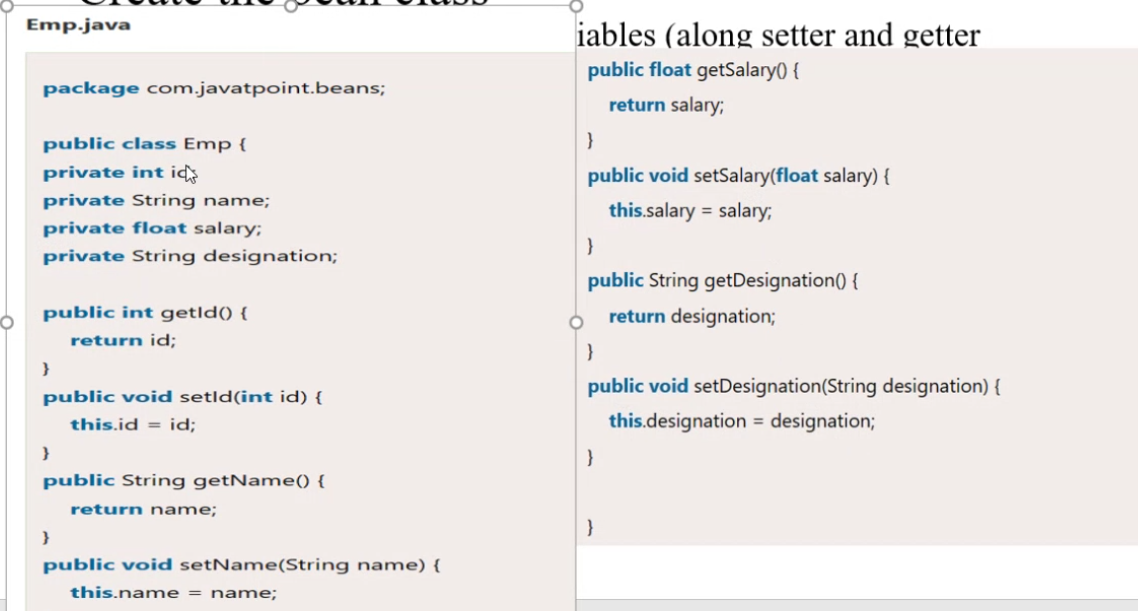 Create the bean class
Emp.java
package com.javatpoint.beans;
public class Emp {
private int id
private String name;
private float salary;
private String designation;
public int getId() {
return id;
}
public void setId(int id) {
this.id = id;
}
public String getName() {
return name;
}
public void setName(String name) {
this.name = name;
iables (along setter and getter
public float getSalary() {
return salary;
}
public void setSalary(float salary) {
this.salary = salary;
}
public String getDesignation() {
return designation;
}
public void setDesignation(String designation) {
this.designation = designation;
}
}